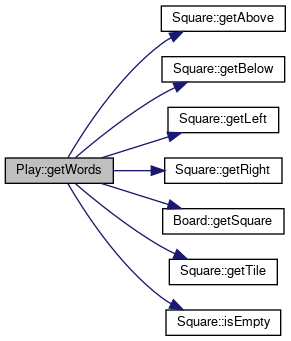 Square::getAbove
Square::getBelow
Square::getLeft
Play::getWords
Square::getRight
Board::getSquare
Square::getTile
Square::isEmpty